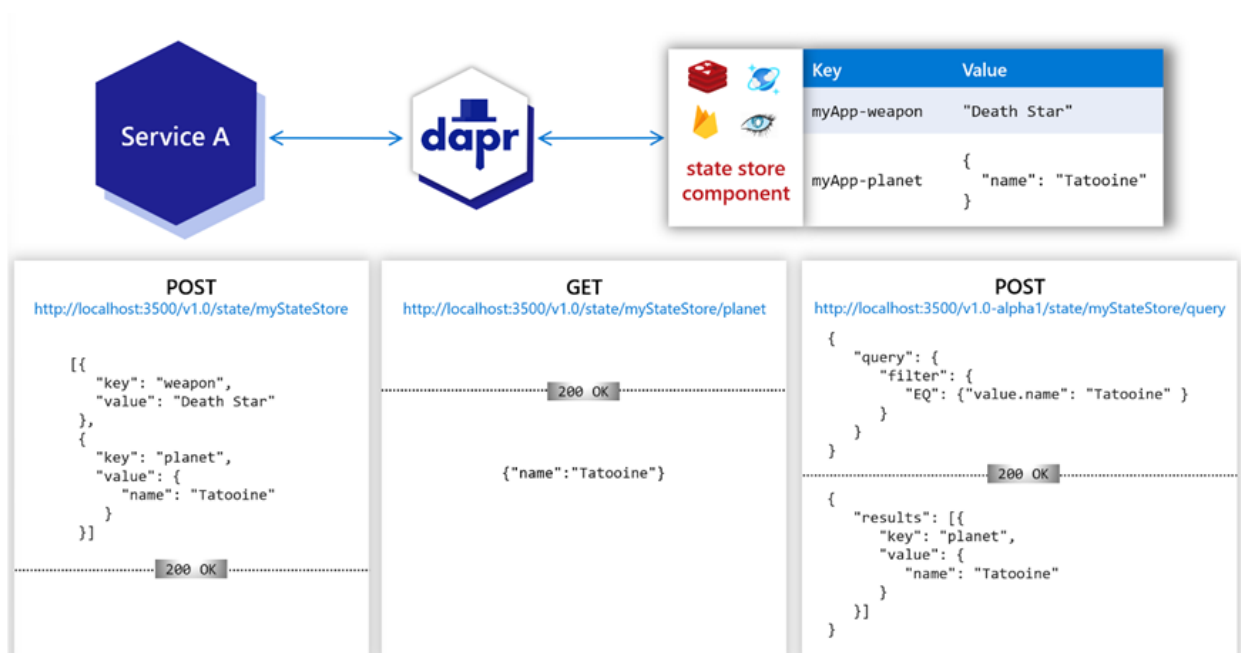 Service A
dapr
state store
component
Key Value
myApp-weapon "Death Star"
myApp-planet
{
"name": "Tatooine"
}
POST
http://localhost:3500/v1.0/state/myStateStore
[{
"key": "weapon",
"value": "Death Star"
},
{
"key": "planet",
"value": {
"name": "Tatooine"
}
}]
200 OK
GET
http://localhost:3500/v1.0/state/myStateStore/planet
200 OK
{"name":"Tatooine"}
POST
http://localhost:3500/v1.0-alpha1/state/myStateStore/query
{
"query": {
"filter": {
"EQ": {"value.name": "Tatooine" }
}
}
}
200 OK
{
"results": [{
"key": "planet",
"value": {
"name": "Tatooine"
}
}]
}